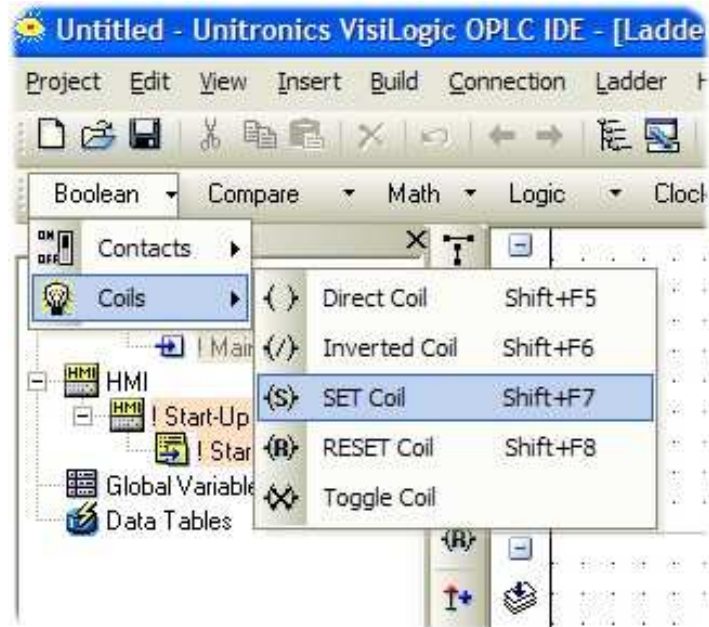 Untitled - Unitronics VisiLogic OPLC IDE - [Ladde
Project Edit View Insert Build Connection Ladder H
Boolean Compare Math Logic Clock
ON OFF Contacts
Coils
{ } Direct Coil Shift+F5
! Main {/} Inverted Coil Shift+F6
HMI HMI {S} SET Coil Shift+F7
HMI ! Start-Up
! Star {R} RESET Coil Shift+F8
Global Variable Toggle Coil
Data Tables
{R}